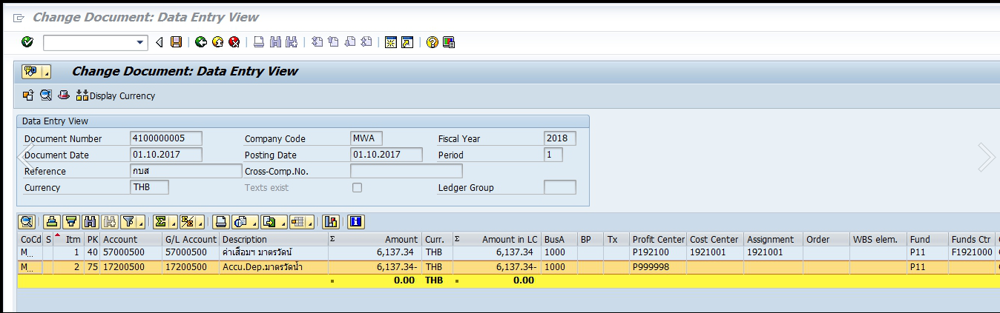 Change Document: Data Entry View
Change Document: Data Entry View
Display Currency
Data Entry View
Document Number 4100000005 Company Code MWA Fiscal Year 2018
Document Date 01.10.2017 Posting Date 01.10.2017 Period 1
Reference กบส Cross-Comp.No.
Currency THB Texts exist Ledger Group
CoCd S Itm PK Account G/L Account Description Σ Amount Curr. Σ Amount in LC BusA BP Tx Profit Center Cost Center Assignment Order WBS elem. Fund Funds Ctr
M... 1 40 57000500 57000500 ค่าเสื่อมฯ มาตรวัดน้ 6,137.34 THB 6,137.34 1000 P192100 1921001 1921001 P11 F1921000
M... 2 75 17200500 17200500 Accu.Dep.มาตรวัดน้ำ 6,137.34- THB 6,137.34- 1000 P999998 P11
0.00 THB 0.00